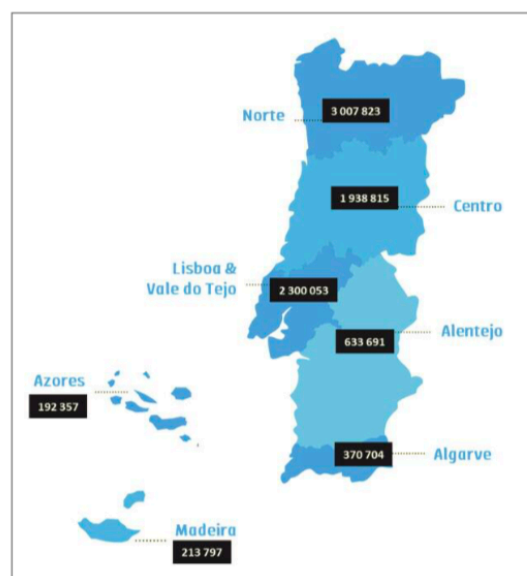 Norte
3 007 823
1 938 815
Centro
Lisboa &
Vale do Tejo
2 300 053
633 691
Alentejo
Azores
192 357
370 704
Algarve
Madeira
213 797